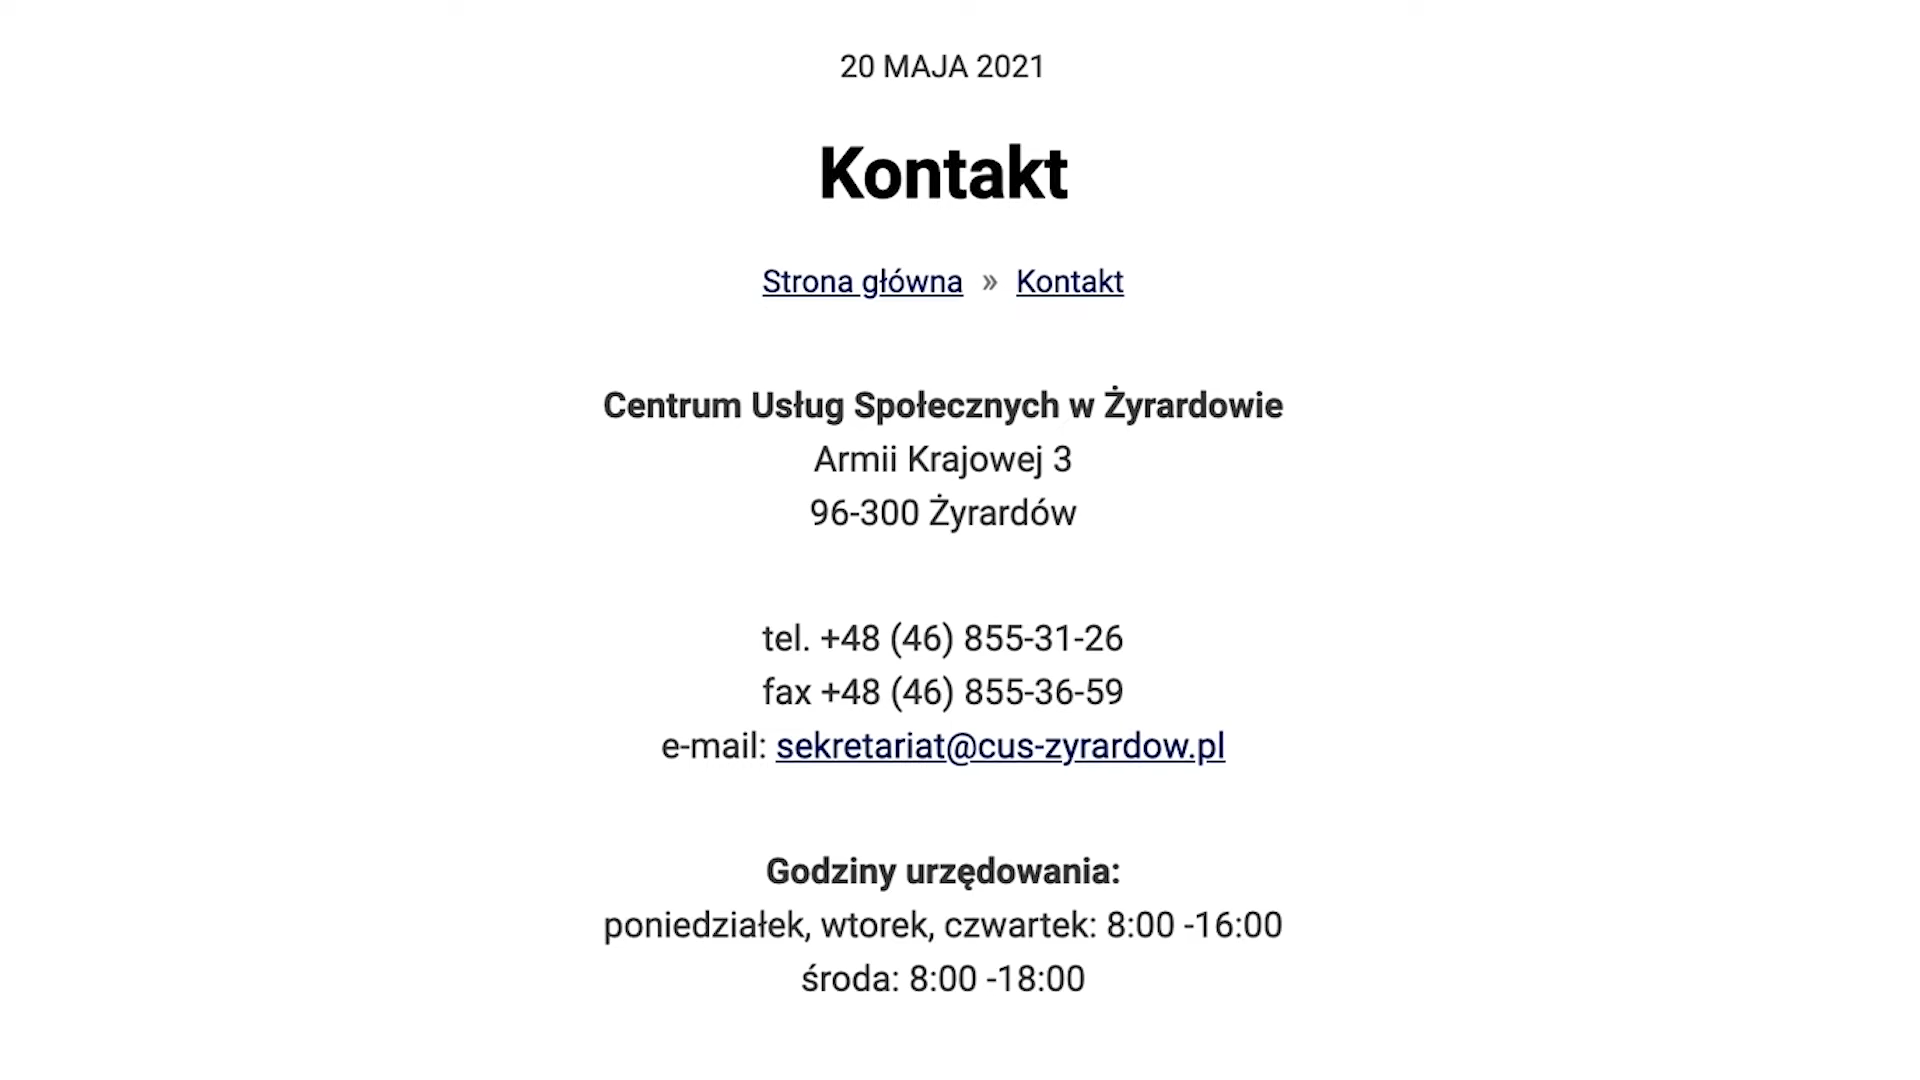 20 MAJA 2021
Kontakt
Strona główna » Kontakt
Centrum Usług Społecznych w Żyrardowie
Armii Krajowej 3
96-300 Żyrardów
tel. +48 (46) 855-31-26
fax +48 (46) 855-36-59
e-mail: sekretariat@cus-zyrardow.pl
Godziny urzędowania:
poniedziałek, wtorek, czwartek: 8:00 -16:00
środa: 8:00 -18:00